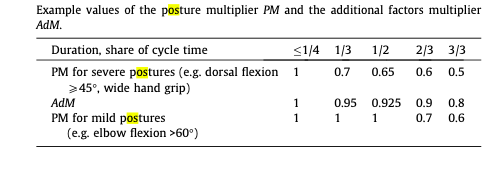 Example values of the posture multiplier PM and the additional factors multiplier
AdM.
Duration, share of cycle time ≤1/4 1/3 1/2 2/3 3/3
PM for severe postures (e.g. dorsal flexion 1 0.7 0.65 0.6 0.5
⩾45°, wide hand grip)
AdM 1 0.95 0.925 0.9 0.8
PM for mild postures 1 1 1 0.7 0.6
(e.g. elbow flexion >60°)